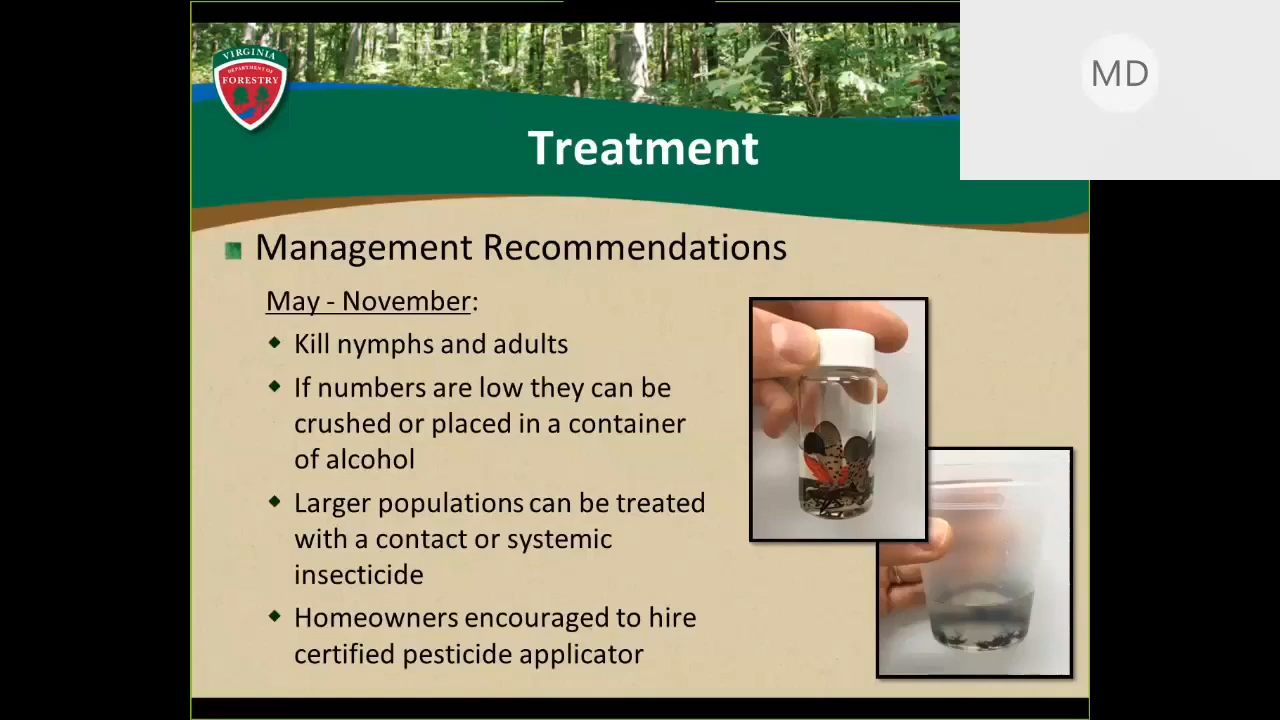 VIRGINIA
DEPARTMENT OF
FORESTRY
MD
Treatment
Management Recommendations
May - November:
Kill nymphs and adults
If numbers are low they can be
crushed or placed in a container
of alcohol
Larger populations can be treated
with a contact or systemic
insecticide
Homeowners encouraged to hire
certified pesticide applicator